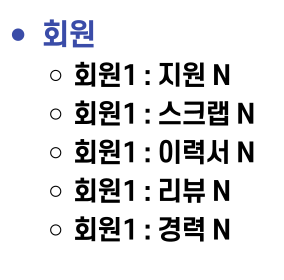 • 회원
○ 회원1 : 지원 N
○ 회원1 : 스크랩 N
○ 회원1 : 이력서 N
○ 회원1 : 리뷰 N
○ 회원1 : 경력 N